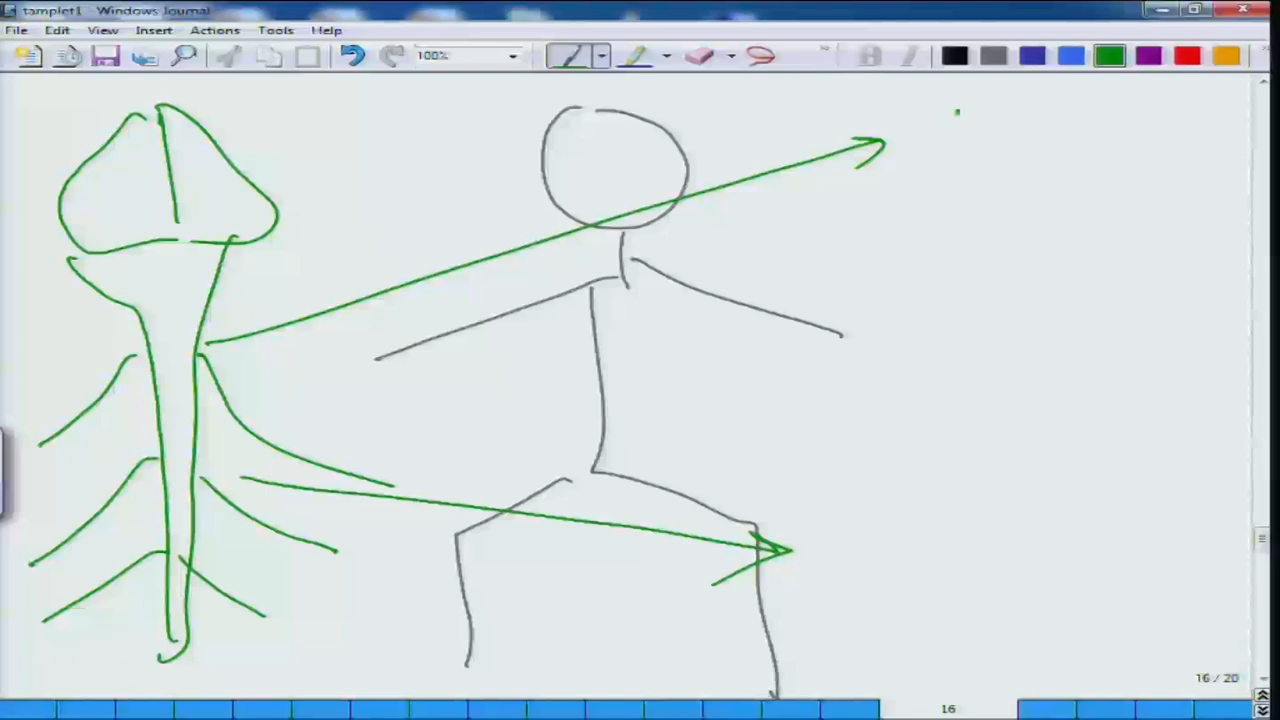 tamplet1 - Windows Journal
File Edit View Insert Actions Tools Help
100%
16 / 20
16